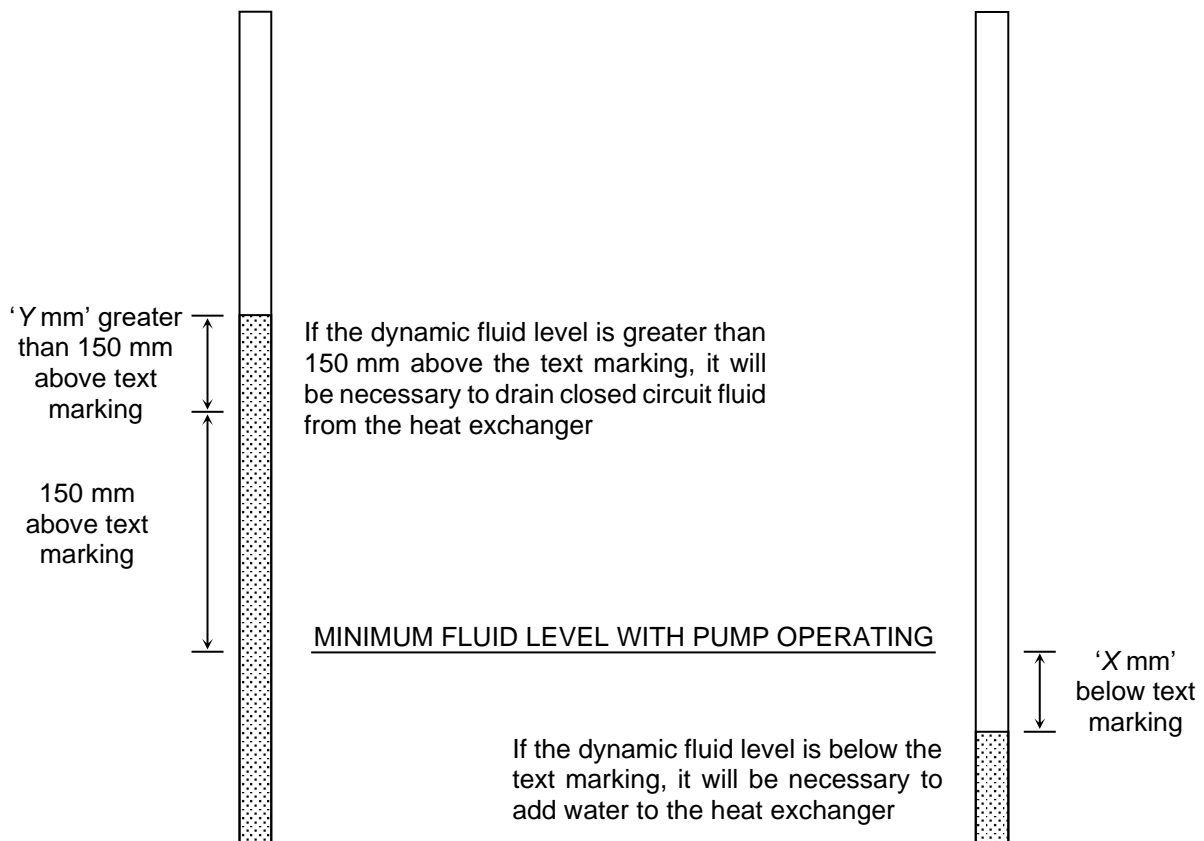 ‘Y mm’ greater
than 150 mm
above text
marking
If the dynamic fluid level is greater than
150 mm above the text marking, it will
be necessary to drain closed circuit fluid
from the heat exchanger
150 mm
above text
marking
MINIMUM FLUID LEVEL WITH PUMP OPERATING
‘X mm’
below text
marking
If the dynamic fluid level is below the
text marking, it will be necessary to
add water to the heat exchanger